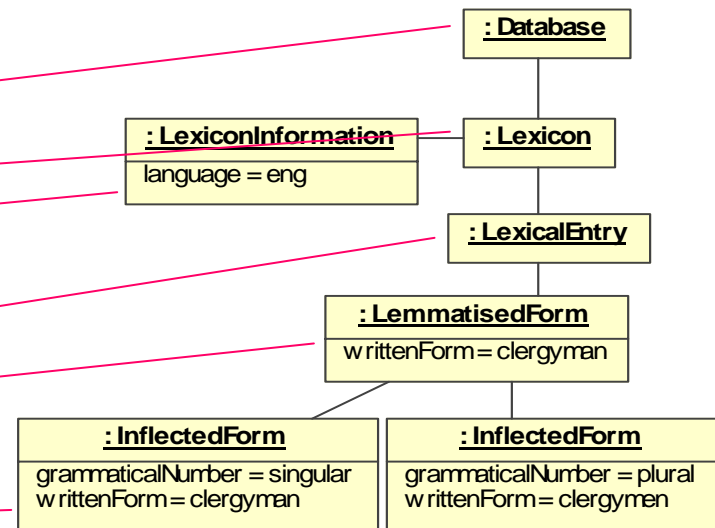 : Database
: LexiconInformation
language = eng
: Lexicon
: LexicalEntry
: LemmatisedForm
writtenForm = clergyman
: InflectedForm
grammaticalNumber = singular
writtenForm = clergyman
: InflectedForm
grammaticalNumber = plural
writtenForm = clergymen